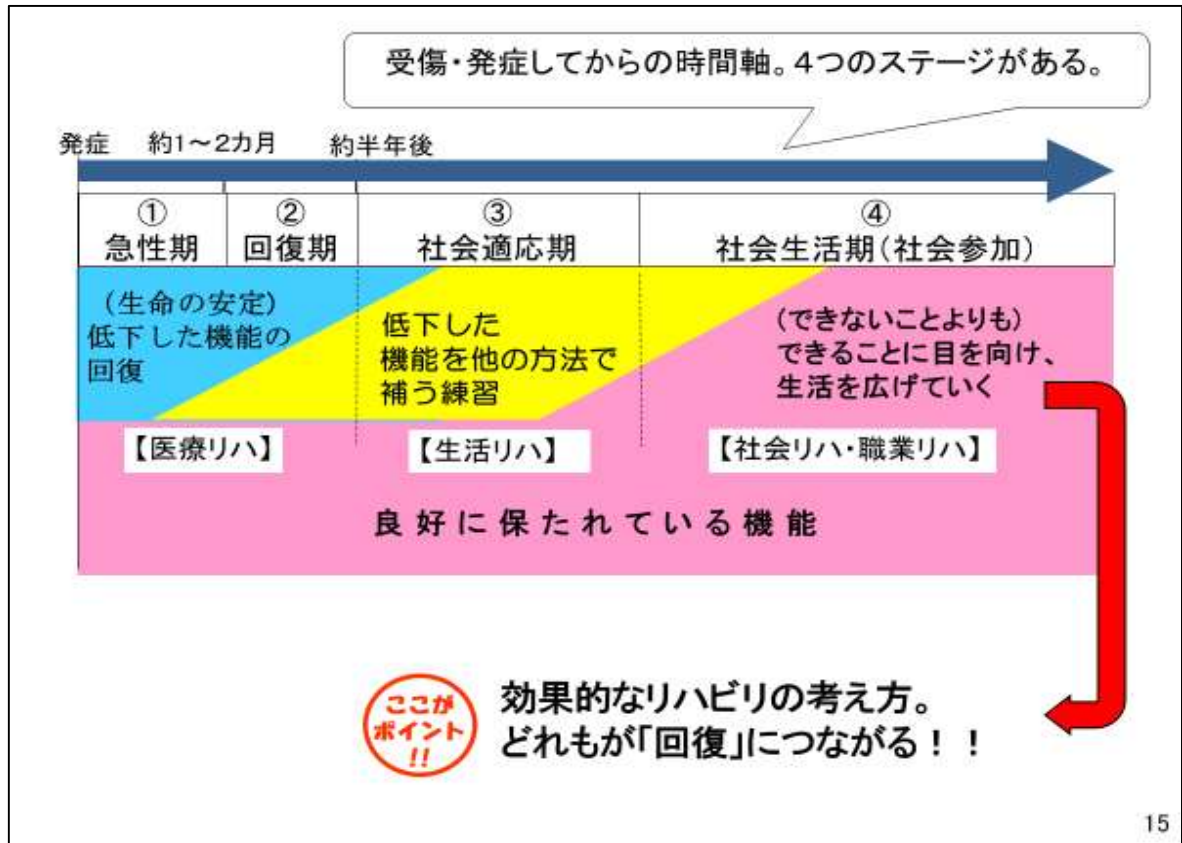 受傷・発症してからの時間軸。4つのステージがある。
発症 約1～2カ月 約半年後
① ② ③ ④
急性期 回復期 社会適応期 社会生活期(社会参加)
(生命の安定)
低下した機能の
回復
低下した
機能を他の方法で
補う練習
(できないことよりも)
できることに目を向け、
生活を広げていく
【医療リハ】 【生活リハ】 【社会リハ・職業リハ】
良好に保たれている機能
ここが
ポイント
!!
効果的なリハビリの考え方。
どれもが「回復」につながる！！
15